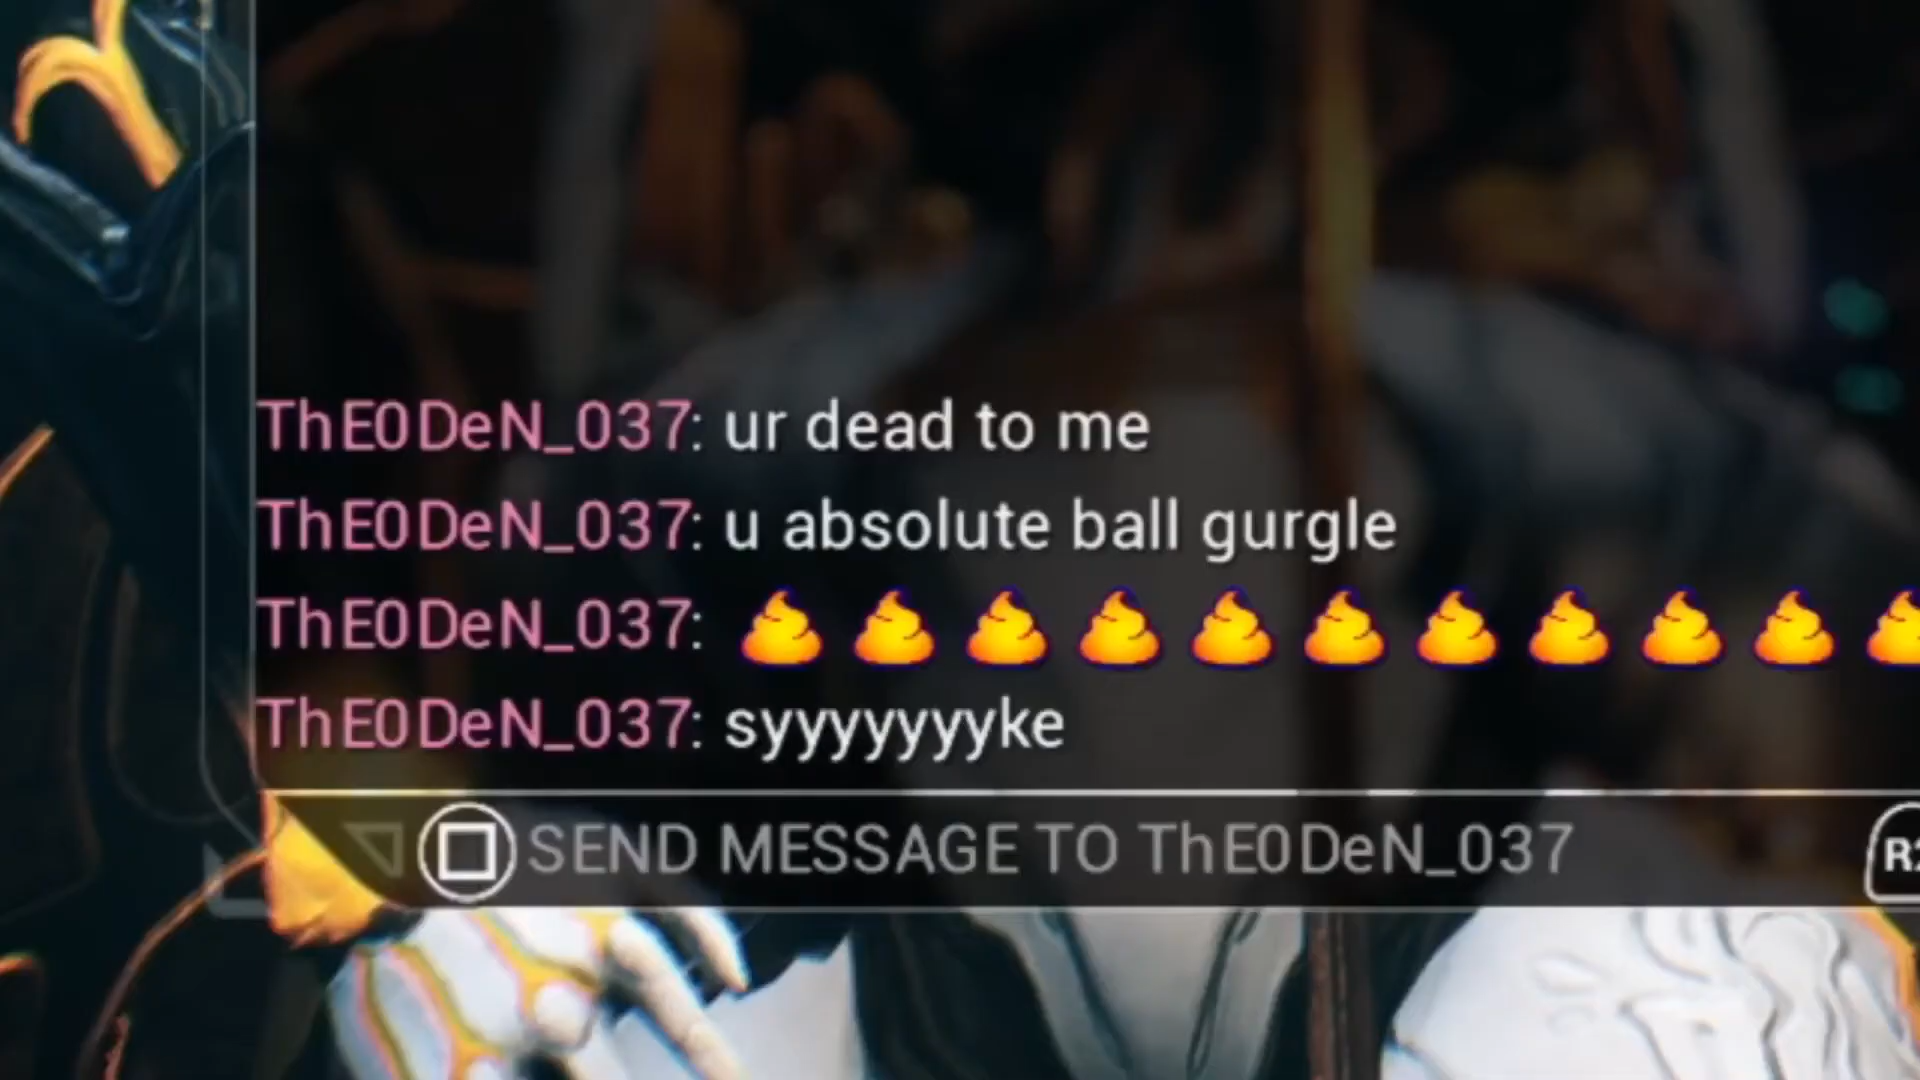 ThE0DeN_037: ur dead to me
ThE0DeN_037: u absolute ball gurgle
ThE0DeN_037: 💩 💩 💩 💩 💩 💩 💩 💩 💩 💩 💩
ThE0DeN_037: syyyyyyyke
SEND MESSAGE TO ThE0DeN_037